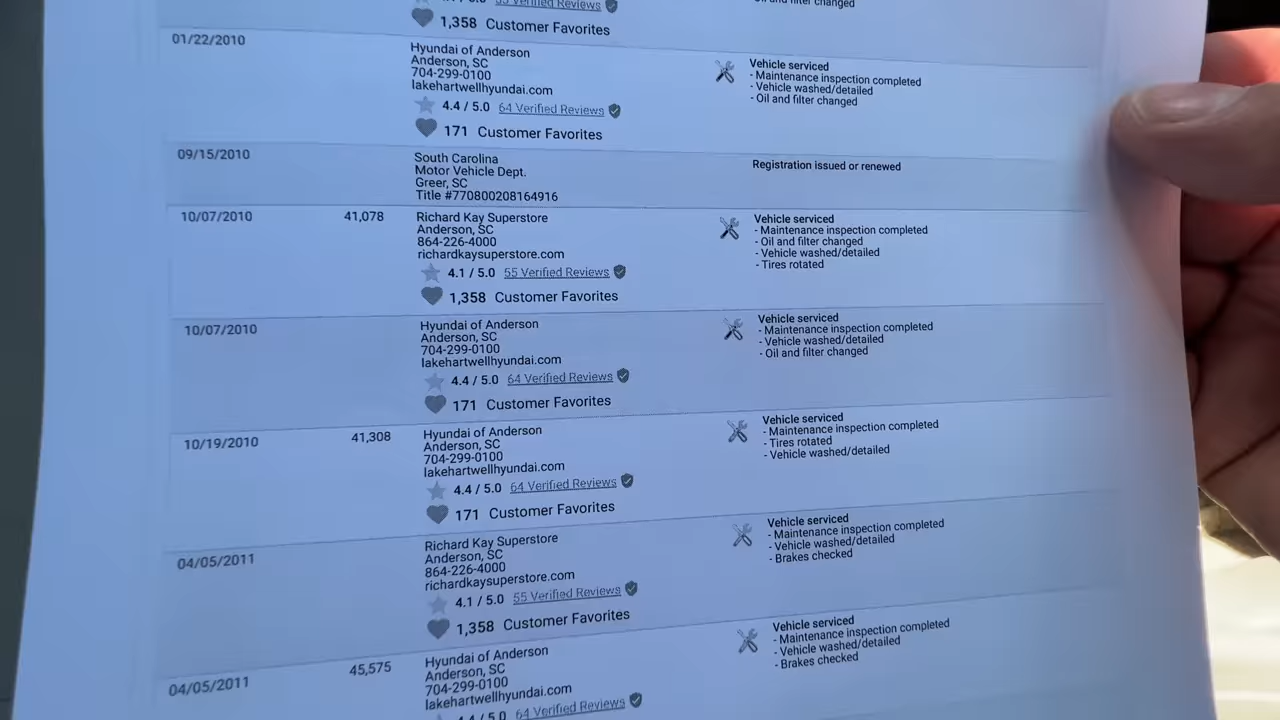 55 Verified Reviews
1,358 Customer Favorites
Oil and filter changed
01/22/2010
Hyundai of Anderson
Anderson, SC
704-299-0100
lakehartwellhyundai.com
4.4 / 5.0 64 Verified Reviews
171 Customer Favorites
Vehicle serviced
- Maintenance inspection completed
- Vehicle washed/detailed
- Oil and filter changed
09/15/2010
South Carolina
Motor Vehicle Dept.
Greer, SC
Title #770800208164916
Registration issued or renewed
10/07/2010
41,078
Richard Kay Superstore
Anderson, SC
864-226-4000
richardkaysuperstore.com
4.1 / 5.0 55 Verified Reviews
1,358 Customer Favorites
Vehicle serviced
- Maintenance inspection completed
- Oil and filter changed
- Vehicle washed/detailed
- Tires rotated
10/07/2010
Hyundai of Anderson
Anderson, SC
704-299-0100
lakehartwellhyundai.com
4.4 / 5.0 64 Verified Reviews
171 Customer Favorites
Vehicle serviced
- Maintenance inspection completed
- Vehicle washed/detailed
- Oil and filter changed
10/19/2010
41,308
Hyundai of Anderson
Anderson, SC
704-299-0100
lakehartwellhyundai.com
4.4 / 5.0 64 Verified Reviews
171 Customer Favorites
Vehicle serviced
- Maintenance inspection completed
- Tires rotated
- Vehicle washed/detailed
04/05/2011
Richard Kay Superstore
Anderson, SC
864-226-4000
richardkaysuperstore.com
4.1 / 5.0 55 Verified Reviews
1,358 Customer Favorites
Vehicle serviced
- Maintenance inspection completed
- Vehicle washed/detailed
- Brakes checked
04/05/2011
45,575
Hyundai of Anderson
Anderson, SC
704-299-0100
lakehartwellhyundai.com
4.4 / 5.0 64 Verified Reviews
Vehicle serviced
- Maintenance inspection completed
- Vehicle washed/detailed
- Brakes checked